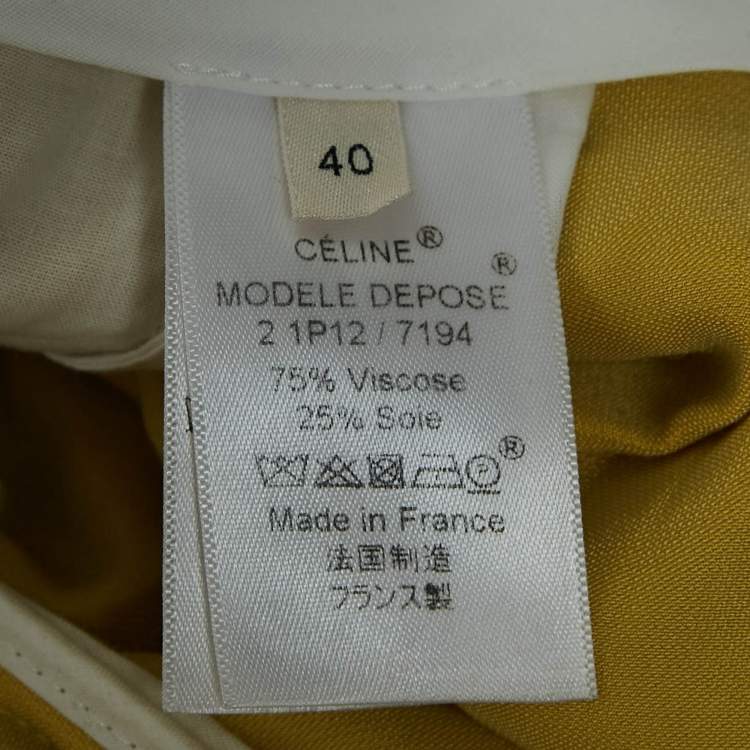 40
CÉLINE®
MODELE DEPOSE®
2 1P12 / 7194
75% Viscose
25% Soie
P ®
Made in France
法国制造
フランス製